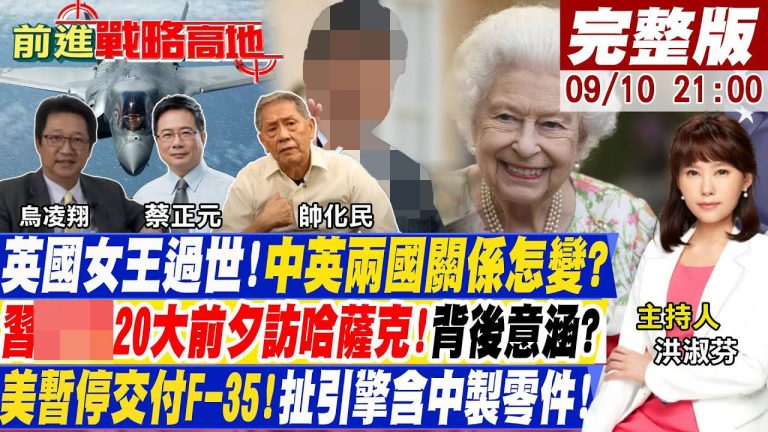 前進戰略高地
完整版
09/10 21:00
烏凌翔
蔡正元
帥化民
英國女王過世!中英兩國關係怎變?
習 20大前夕訪哈薩克!背後意涵?
美暫停交付F-35!扯引擎含中製零件!
主持人
洪淑芬